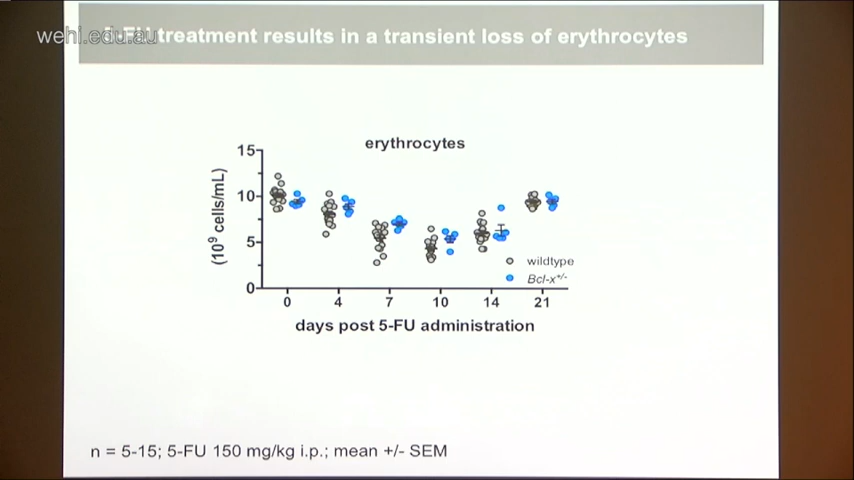 wehi.edu.au
treatment results in a transient loss of erythrocytes
erythrocytes
15
10
5
0
(10⁹ cells/mL)
wildtype
Bcl-x⁺/⁻
0 4 7 10 14 21
days post 5-FU administration
n = 5-15; 5-FU 150 mg/kg i.p.; mean +/- SEM